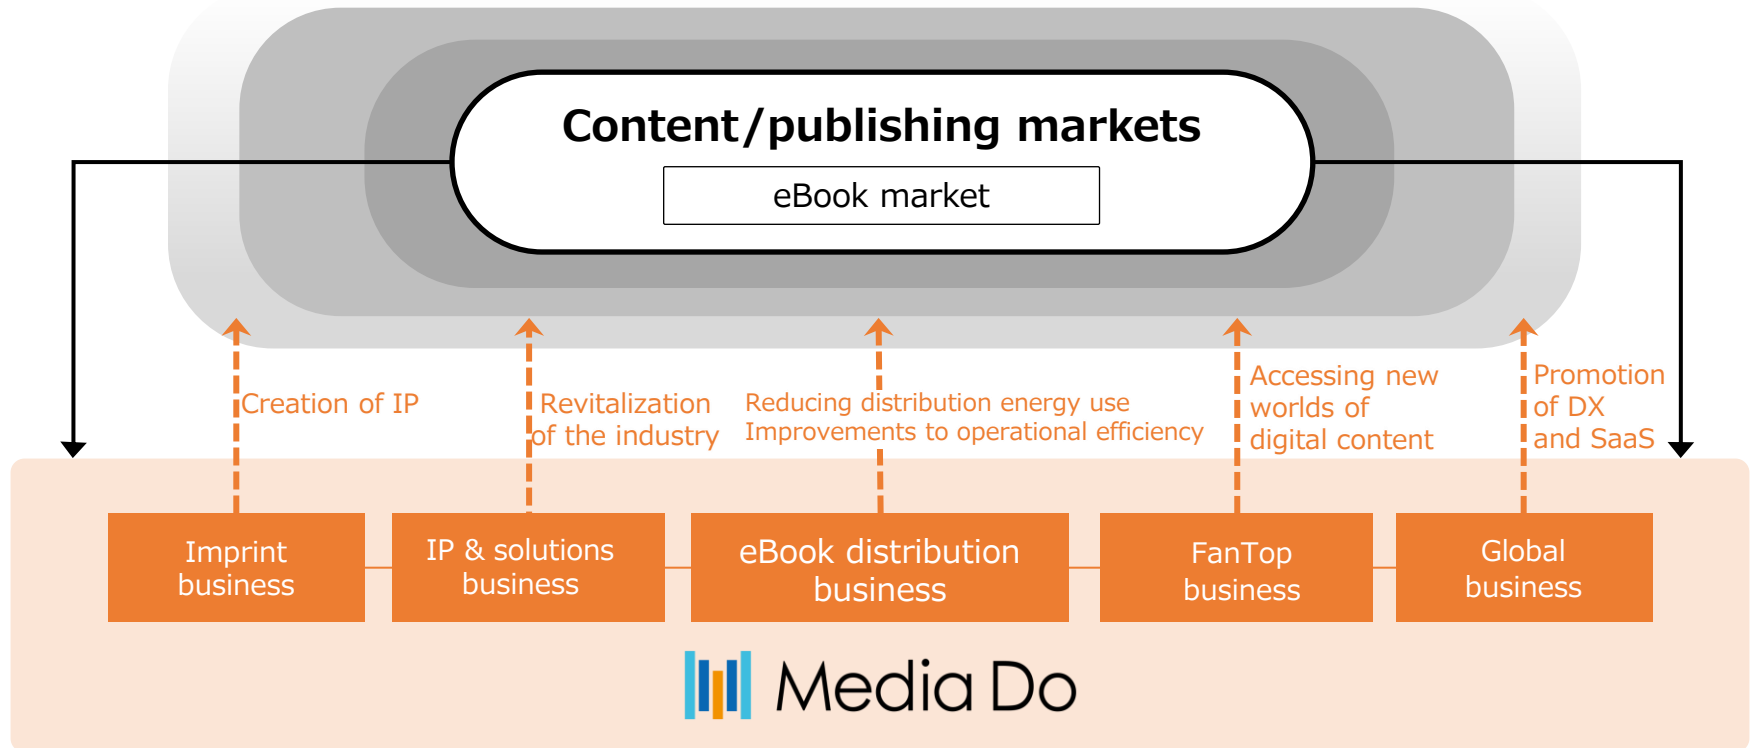 Content/publishing markets
eBook market
Creation of IP
Revitalization
of the industry
Reducing distribution energy use
Improvements to operational efficiency
Accessing new
worlds of
digital content
Promotion
of DX
and SaaS
Imprint
business
IP & solutions
business
eBook distribution
business
FanTop
business
Global
business
Media Do